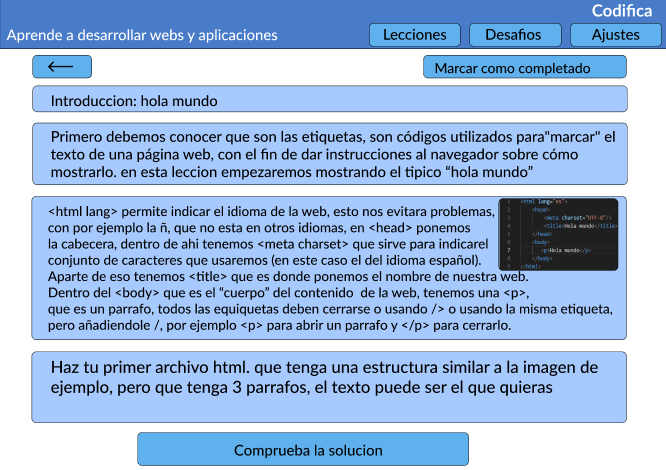 Codifica
Aprende a desarrollar webs y aplicaciones
Lecciones
Desafios
Ajustes
Marcar como completado
Introduccion: hola mundo
Primero debemos conocer que son las etiquetas, son códigos utilizados para"marcar" el
texto de una página web, con el fin de dar instrucciones al navegador sobre cómo
mostrarlo. en esta leccion empezaremos mostrando el tipico “hola mundo”
<html lang> permite indicar el idioma de la web, esto nos evitara problemas,
con por ejemplo la ñ, que no esta en otros idiomas, en <head> ponemos
la cabecera, dentro de ahi tenemos <meta charset> que sirve para indicarel
conjunto de caracteres que usaremos (en este caso el del idioma español).
Aparte de eso tenemos <title> que es donde ponemos el nombre de nuestra web.
Dentro del <body> que es el “cuerpo” del contenido  de la web, tenemos una <p>,
que es un parrafo, todos las equiquetas deben cerrarse o usando /> o usando la misma etiqueta,
pero añadiendole /, por ejemplo <p> para abrir un parrafo y </p> para cerrarlo.
1 <html lang="es">
2 <head>
3 <meta charset="UTF-8"/>
4 <title>Hola mundo</title>
5 </head>
6 <body>
7 <p>Hola mundo</p>
8 </body>
9 </html>
Haz tu primer archivo html. que tenga una estructura similar a la imagen de
ejemplo, pero que tenga 3 parrafos, el texto puede ser el que quieras
Comprueba la solucion